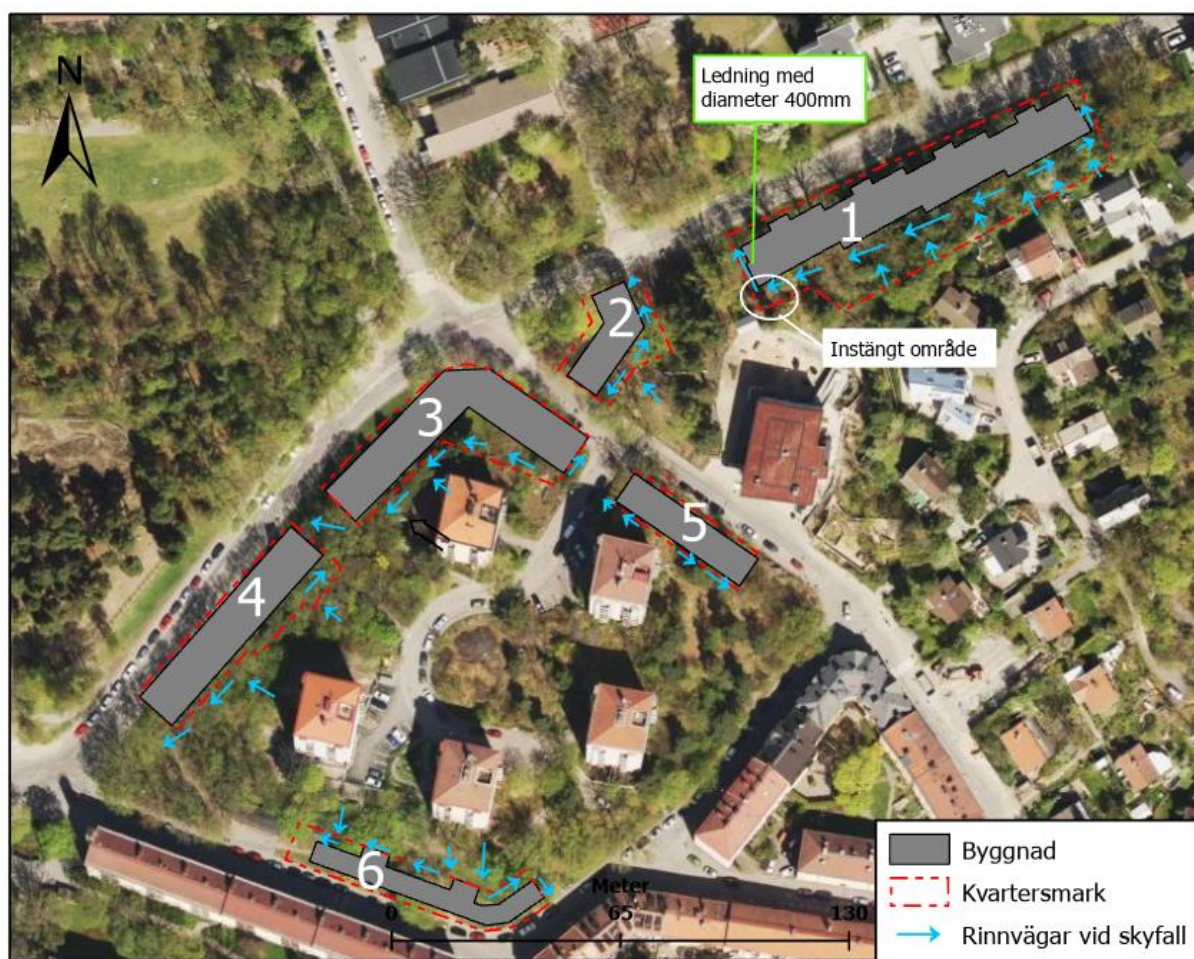 N
Ledning med
diameter 400mm
1
2
Instängt område
3
5
4
6
Meter
0 65 130
Byggnad
Kvartersmark
Rinnvägar vid skyfall